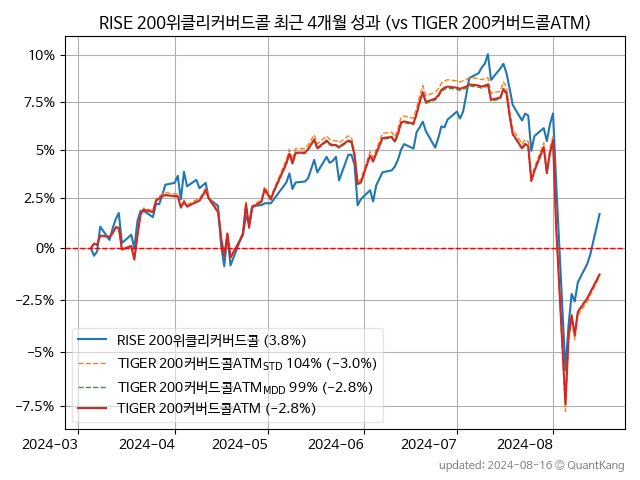 RISE 200위클리커버드콜 최근 4개월 성과 (vs TIGER 200커버드콜ATM)
10%
7.5%
5%
2.5%
0%
−2.5%
−5%
−7.5%
RISE 200위클리커버드콜 (3.8%)
TIGER 200커버드콜ATM_STD 104% (−3.0%)
TIGER 200커버드콜ATM_MDD 99% (−2.8%)
TIGER 200커버드콜ATM (−2.8%)
2024−03 2024−04 2024−05 2024−06 2024−07 2024−08
updated: 2024−08−16 © QuantKang